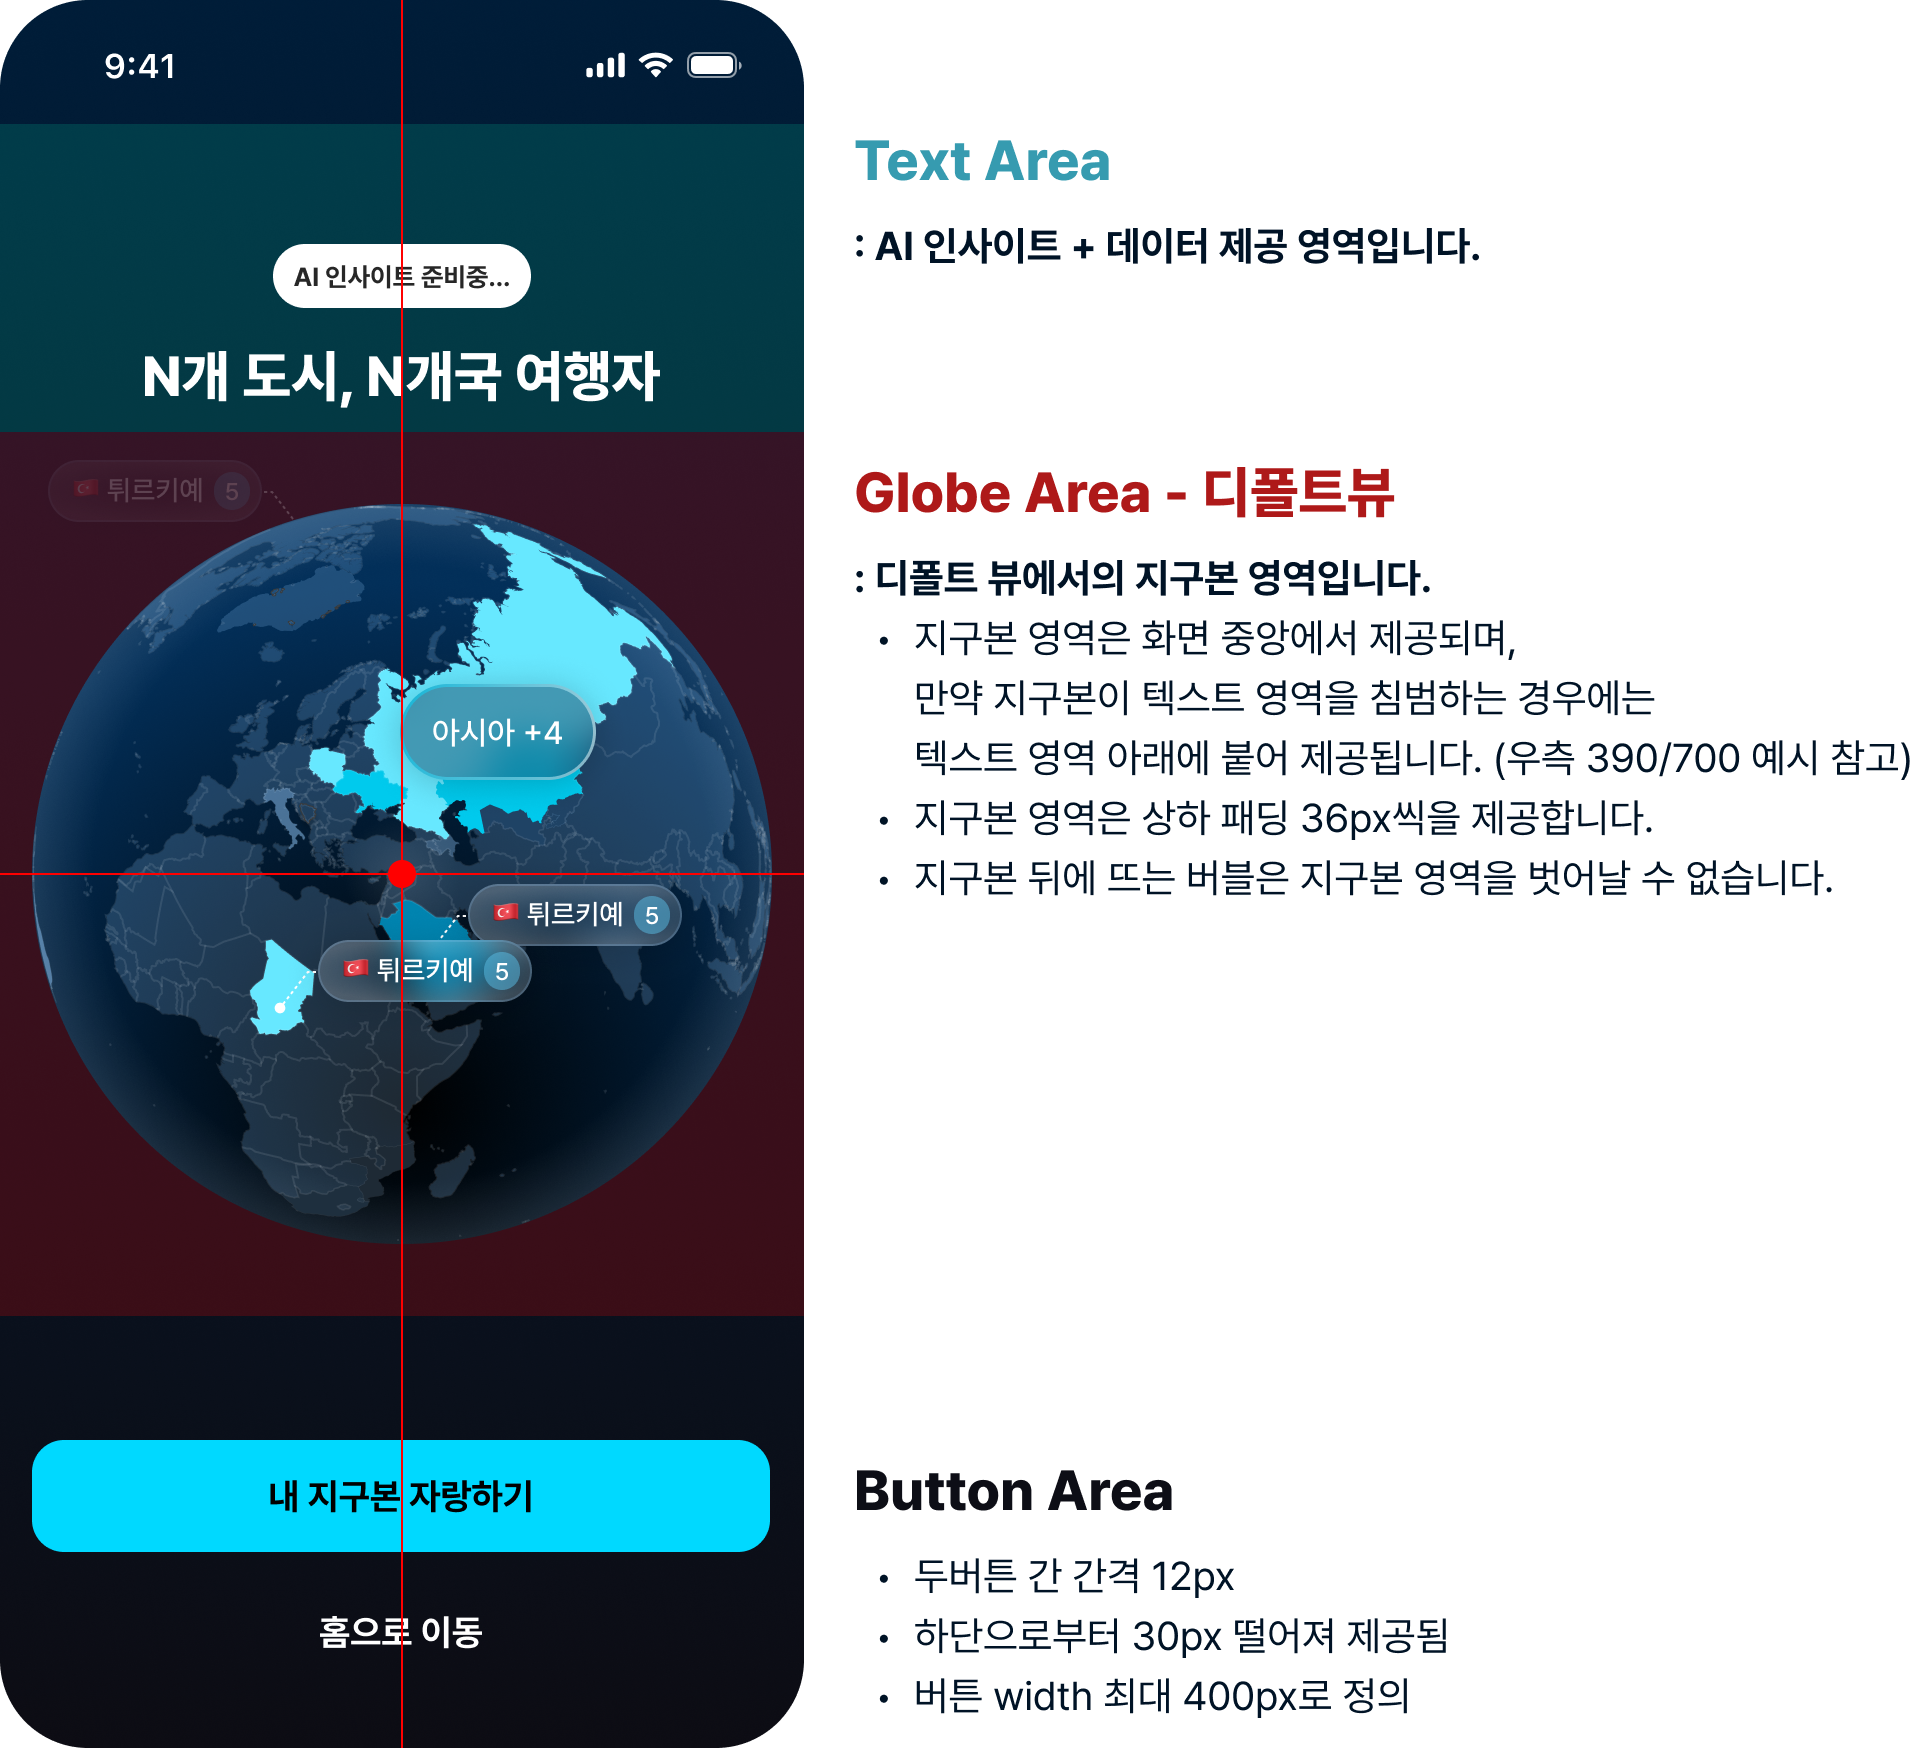 9:41
AI 인사이트 준비중...
N개 도시, N개국 여행자
튀르키예 5
아시아 +4
튀르키예 5
튀르키예 5
내 지구본 자랑하기
홈으로 이동
Text Area
: AI 인사이트 + 데이터 제공 영역입니다.
Globe Area - 디폴트뷰
: 디폴트 뷰에서의 지구본 영역입니다.
• 지구본 영역은 화면 중앙에서 제공되며,
만약 지구본이 텍스트 영역을 침범하는 경우에는
텍스트 영역 아래에 붙어 제공됩니다. (우측 390/700 예시 참고)
• 지구본 영역은 상하 패딩 36px씩을 제공합니다.
• 지구본 뒤에 뜨는 버블은 지구본 영역을 벗어날 수 없습니다.
Button Area
• 두버튼 간 간격 12px
• 하단으로부터 30px 떨어져 제공됨
• 버튼 width 최대 400px로 정의